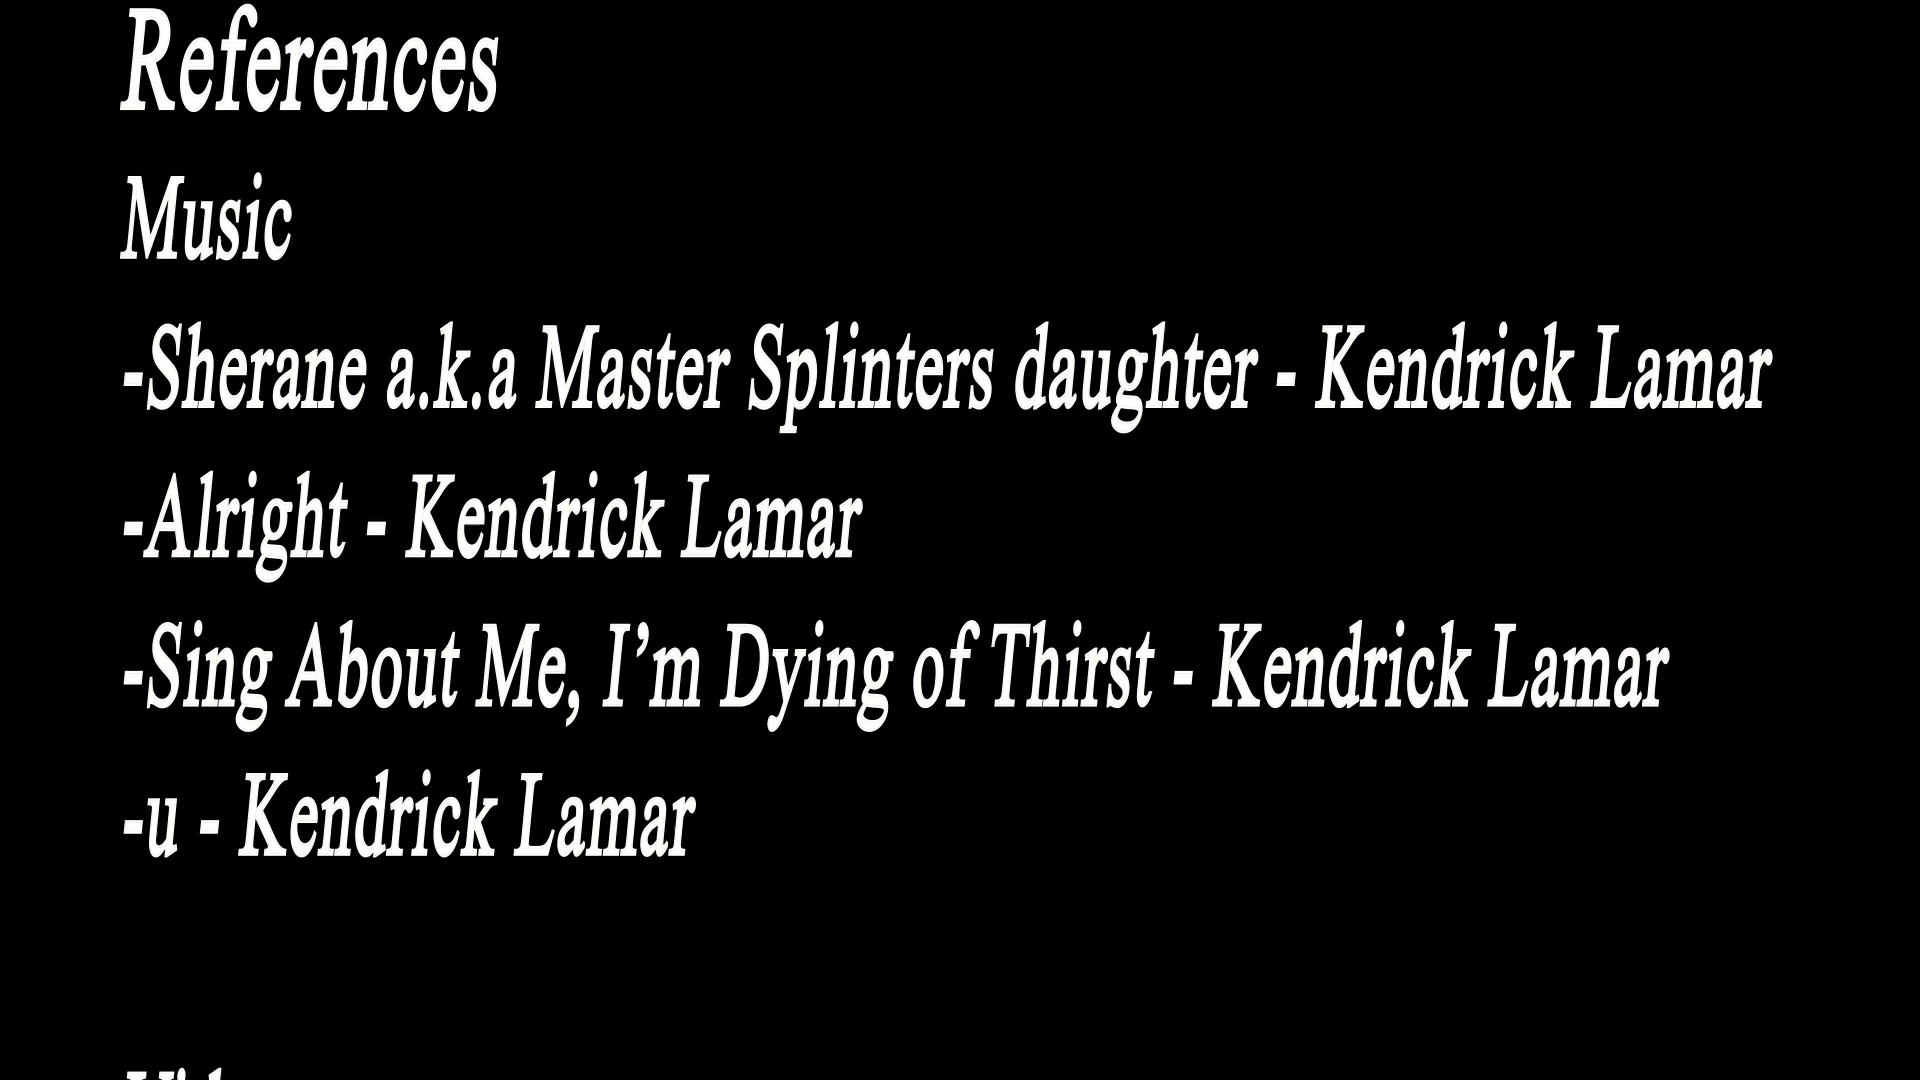 References
Music
-Sherane a.k.a Master Splinters daughter - Kendrick Lamar
-Alright - Kendrick Lamar
-Sing About Me, I’m Dying of Thirst - Kendrick Lamar
-u - Kendrick Lamar